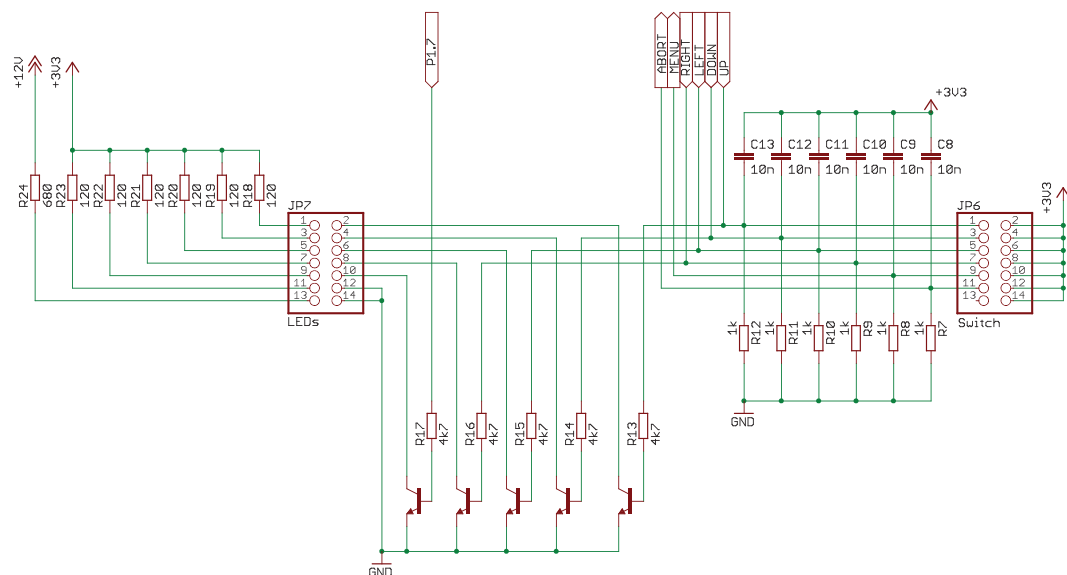 +12V
+3V3
P1.7
ABORT
MENU
RIGHT
LEFT
DOWN
UP
+3V3
C13
10n
C12
10n
C11
10n
C10
10n
C9
10n
C8
10n
R24
680
R23
120
R22
120
R21
120
R20
120
R19
120
R18
120
JP7
1 2
3 4
5 6
7 8
9 10
11 12
13 14
LEDs
+3V3
JP6
1 2
3 4
5 6
7 8
9 10
11 12
13 14
Switch
1k
R12
1k
R11
1k
R10
1k
R9
1k
R8
1k
R7
GND
R17
4k7
R16
4k7
R15
4k7
R14
4k7
R13
4k7
GND